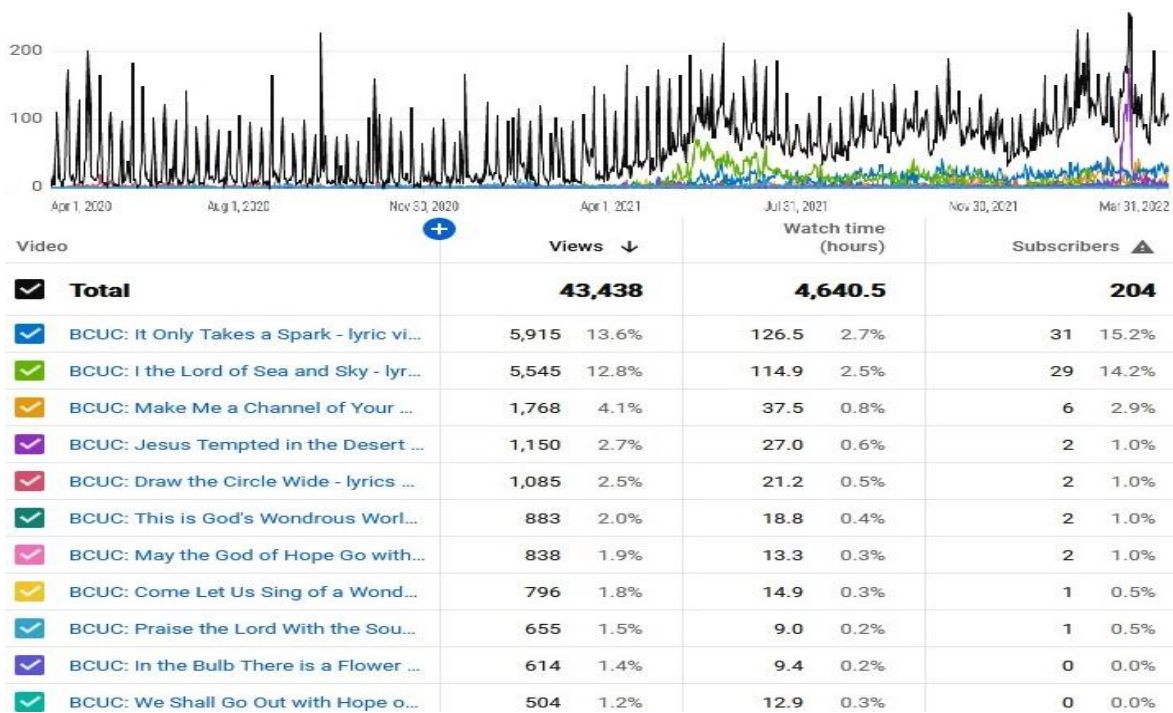 200
100
0
Apr 1, 2020 Aug 1, 2020 Nov 30, 2020 Apr 1, 2021 Jul 31, 2021 Nov 30, 2021 Mar 31, 2022
Video Views Watch time (hours) Subscribers
Total 43,438 4,640.5 204
BCUC: It Only Takes a Spark - lyric vi... 5,915 13.6% 126.5 2.7% 31 15.2%
BCUC: I the Lord of Sea and Sky - lyr... 5,545 12.8% 114.9 2.5% 29 14.2%
BCUC: Make Me a Channel of Your ... 1,768 4.1% 37.5 0.8% 6 2.9%
BCUC: Jesus Tempted in the Desert ... 1,150 2.7% 27.0 0.6% 2 1.0%
BCUC: Draw the Circle Wide - lyrics ... 1,085 2.5% 21.2 0.5% 2 1.0%
BCUC: This is God's Wondrous Worl... 883 2.0% 18.8 0.4% 2 1.0%
BCUC: May the God of Hope Go with... 838 1.9% 13.3 0.3% 2 1.0%
BCUC: Come Let Us Sing of a Wond... 796 1.8% 14.9 0.3% 1 0.5%
BCUC: Praise the Lord With the Sou... 655 1.5% 9.0 0.2% 1 0.5%
BCUC: In the Bulb There is a Flower ... 614 1.4% 9.4 0.2% 0 0.0%
BCUC: We Shall Go Out with Hope o... 504 1.2% 12.9 0.3% 0 0.0%